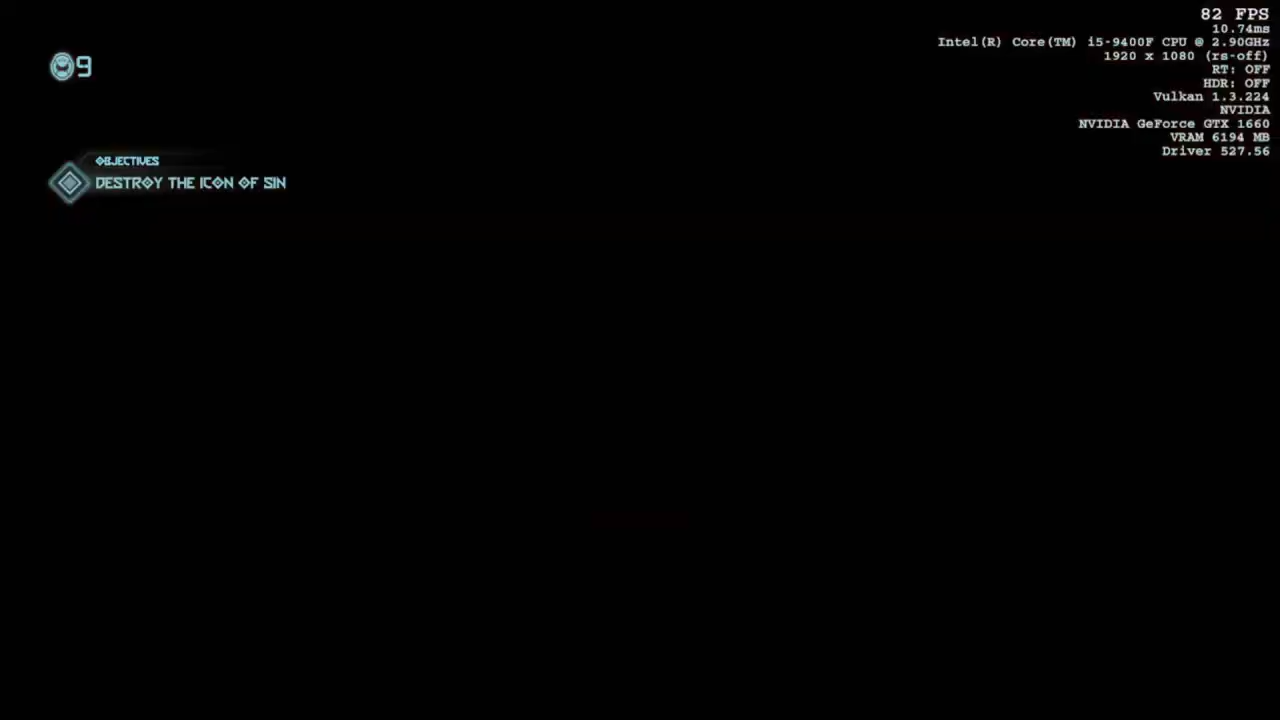 9
OBJECTIVES
DESTROY THE ICON OF SIN
82 FPS
10.74ms
Intel(R) Core(TM) i5-9400F CPU @ 2.90GHz
1920 x 1080 (rs-off)
RT: OFF
HDR: OFF
Vulkan 1.3.224
NVIDIA
NVIDIA GeForce GTX 1660
VRAM 6194 MB
Driver 527.56